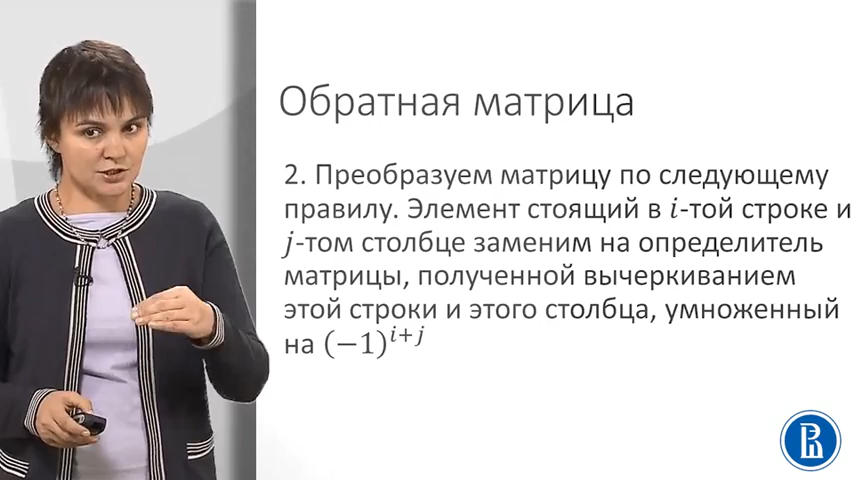 Обратная матрица
2. Преобразуем матрицу по следующему
правилу. Элемент стоящий в i-той строке и
j-том столбце заменим на определитель
матрицы, полученной вычеркиванием
этой строки и этого столбца, умноженный
на (−1)^{i+j}